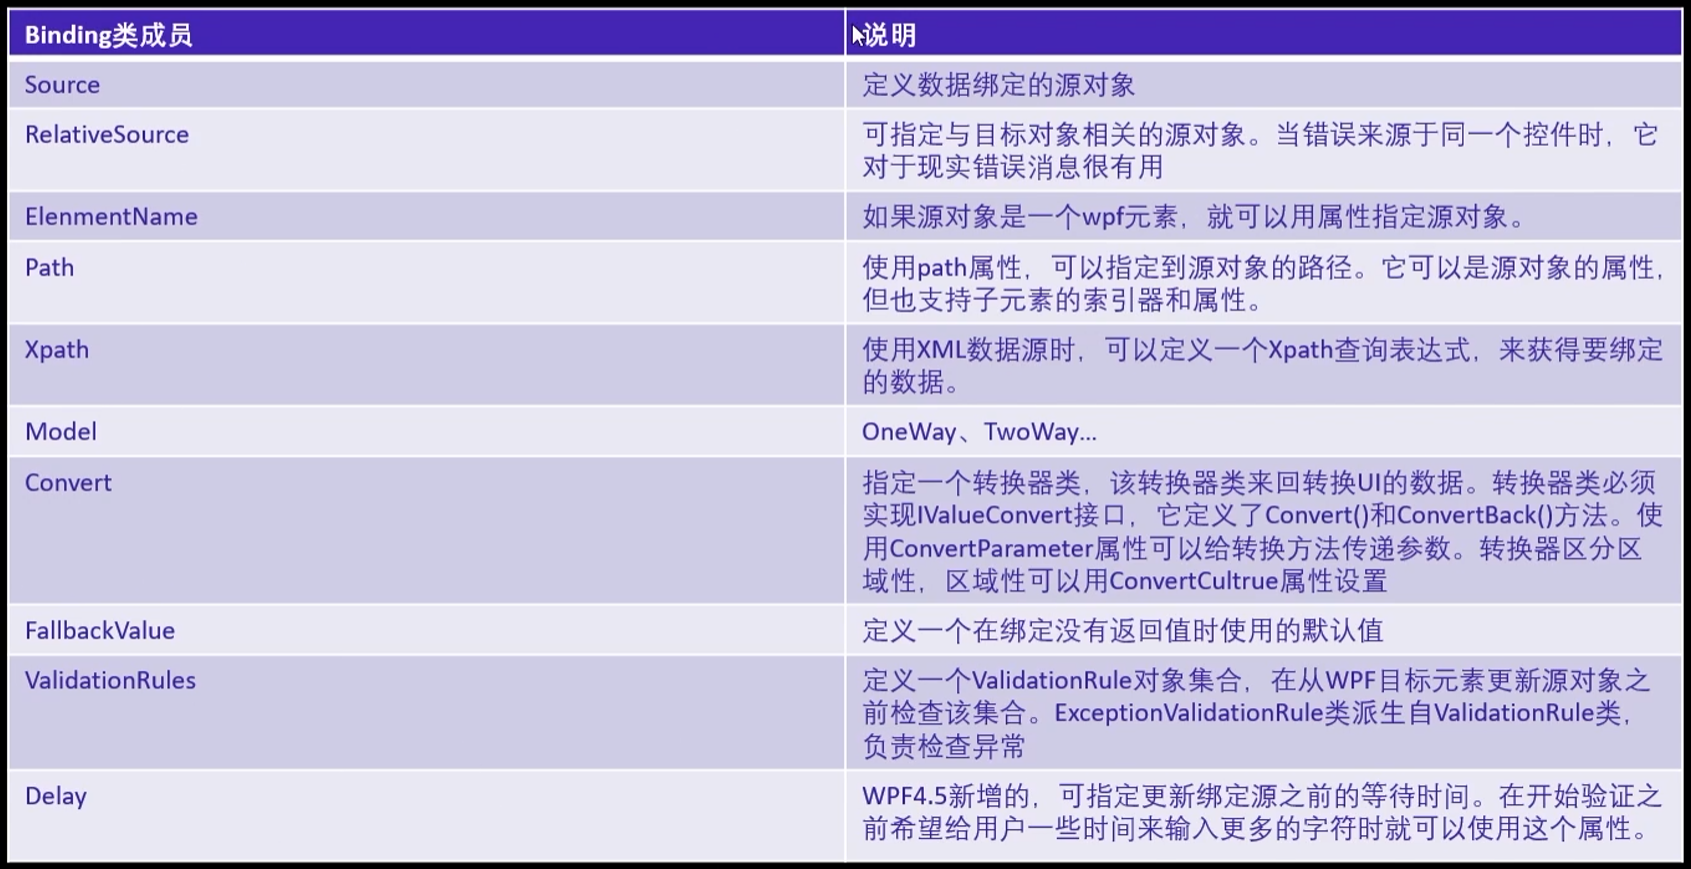 Binding类成员
说明
Source
定义数据绑定的源对象
RelativeSource
可指定与目标对象相关的源对象。当错误来源于同一个控件时，它
对于现实错误消息很有用
ElenmentName
如果源对象是一个wpf元素，就可以用属性指定源对象。
Path
使用path属性，可以指定到源对象的路径。它可以是源对象的属性,
但也支持子元素的索引器和属性。
Xpath
使用XML数据源时，可以定义一个Xpath查询表达式，来获得要绑定
的数据。
Model
OneWay、TwoWay...
Convert
指定一个转换器类，该转换器类来回转换UI的数据。转换器类必须
实现IValueConvert接口，它定义了Convert()和ConvertBack()方法。使
用ConvertParameter属性可以给转换方法传递参数。转换器区分区
域性，区域性可以用ConvertCultrue属性设置
FallbackValue
定义一个在绑定没有返回值时使用的默认值
ValidationRules
定义一个ValidationRule对象集合，在从WPF目标元素更新源对象之
前检查该集合。ExceptionValidationRule类派生自ValidationRule类,
负责检查异常
Delay
WPF4.5新增的，可指定更新绑定源之前的等待时间。在开始验证之
前希望给用户一些时间来输入更多的字符时就可以使用这个属性。